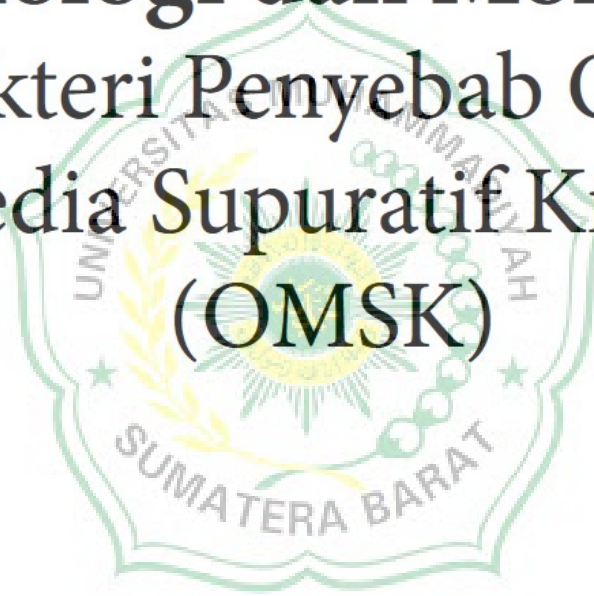 kteri Penyebab
edia Supuratif K
(OMSK)
UNIVERSITAS MUHAMMADIYAH
SUMATERA BARAT